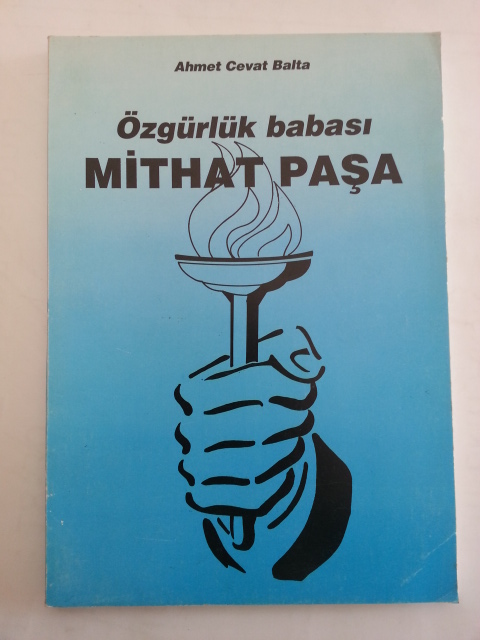 Ahmet Cevat Balta
Özgürlük babası
MİTHAT PAŞA